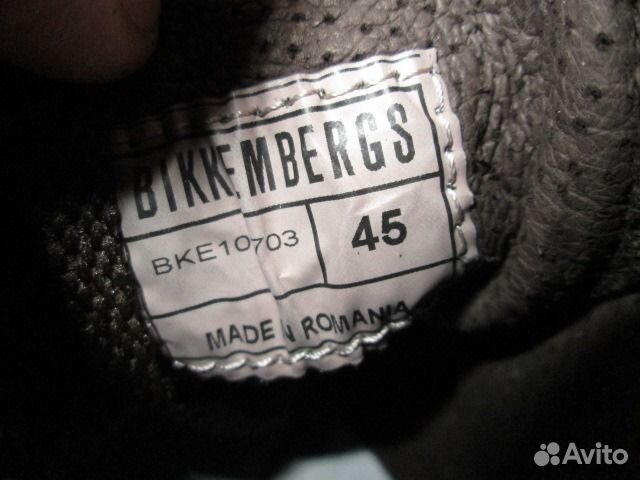 BIKKEMBERGS
BKE10703
45
MADE IN ROMANIA
Avito